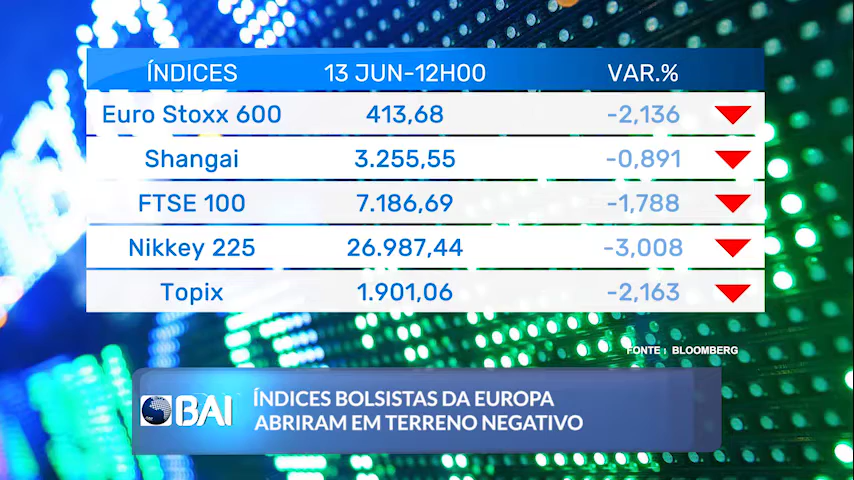 ÍNDICES 13 JUN-12H00 VAR.%
Euro Stoxx 600 413,68 -2,136
Shangai 3.255,55 -0,891
FTSE 100 7.186,69 -1,788
Nikkey 225 26.987,44 -3,008
Topix 1.901,06 -2,163
FONTE : BLOOMBERG
BAI
ÍNDICES BOLSISTAS DA EUROPA
ABRIRAM EM TERRENO NEGATIVO